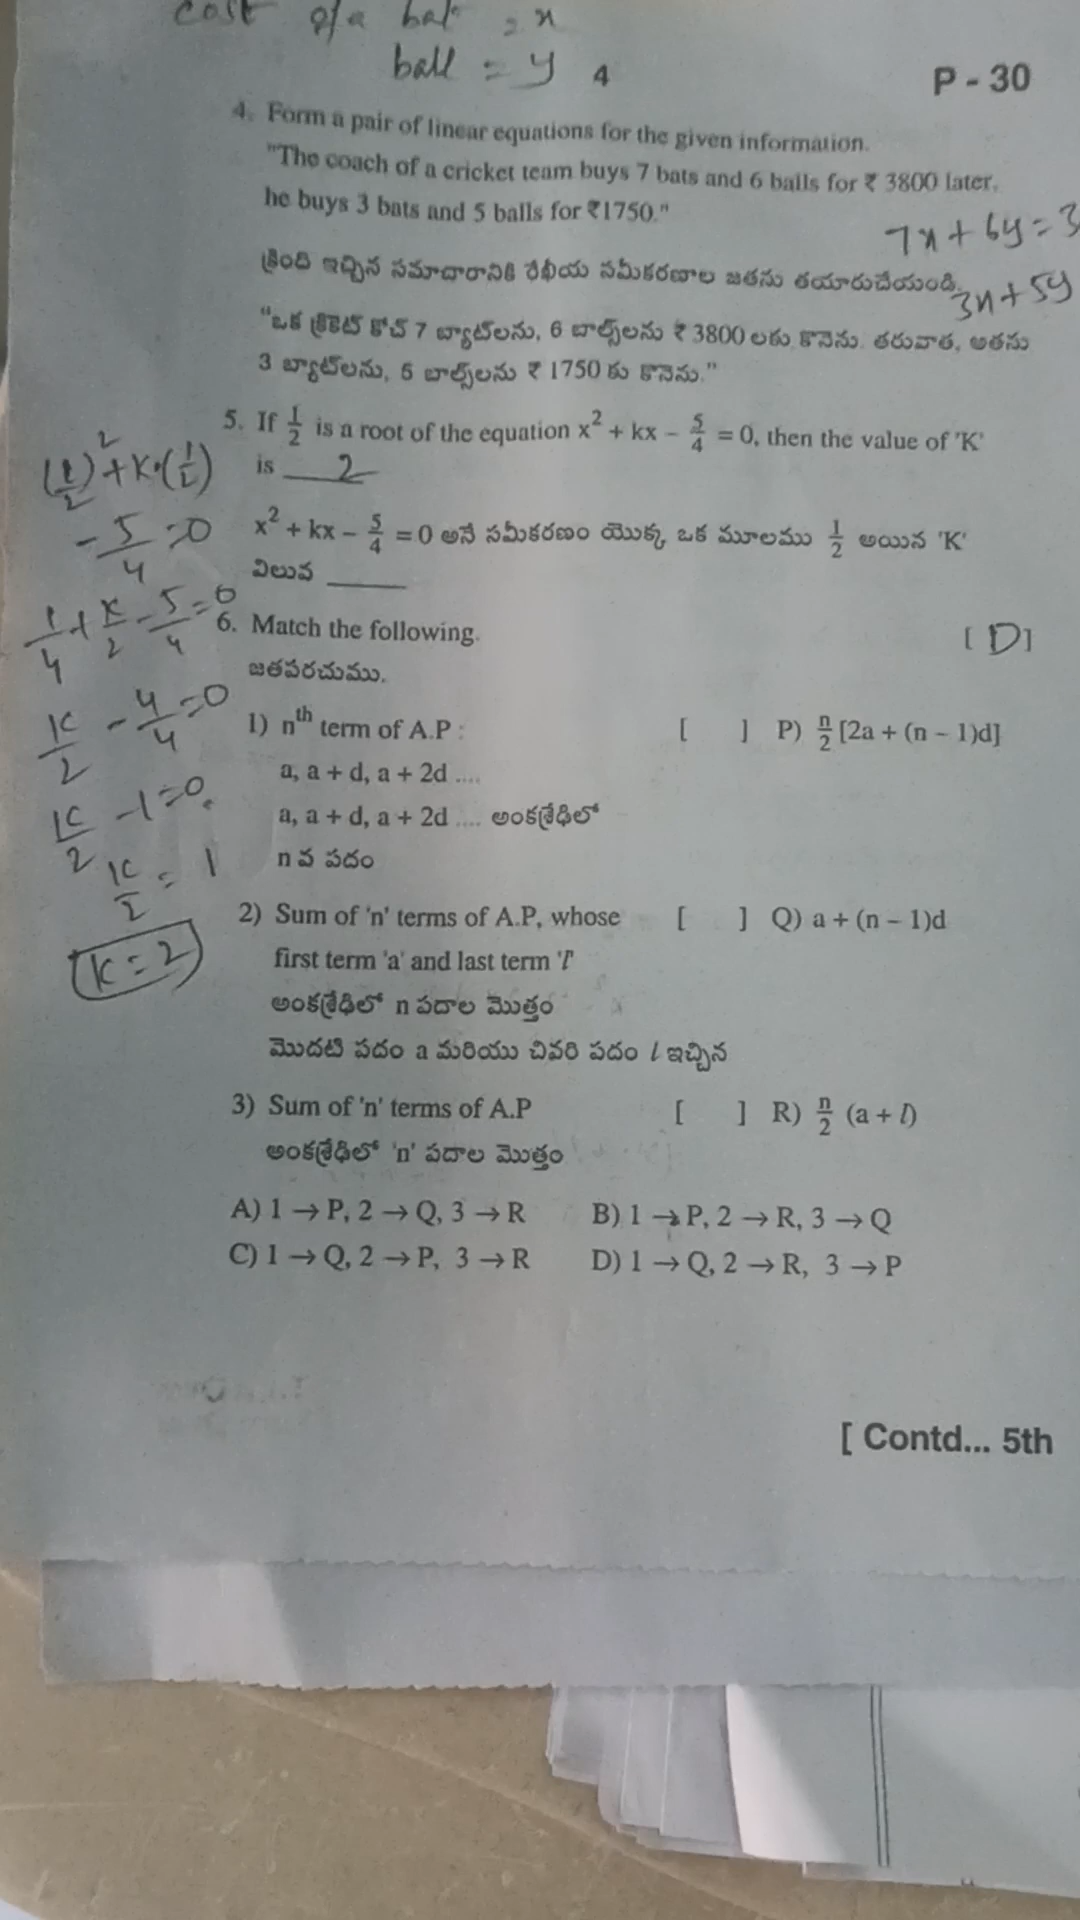 cost of a bat = x
ball = y
4
P - 30
4. Form a pair of linear equations for the given information.
"The coach of a cricket team buys 7 bats and 6 balls for ₹ 3800 later,
he buys 3 bats and 5 balls for ₹1750."
7x + 6y = 3
క్రింది ఇచ్చిన సమాచారానికి రేఖీయ సమీకరణాల జతను తయారుచేయండి.
3x + 5y
"ఒక క్రికెట్ కోచ్ 7 బ్యాట్‌లను, 6 బాల్స్‌లను ₹ 3800 లకు కొనెను. తరువాత, అతను
3 బ్యాట్‌లను, 5 బాల్స్‌లను ₹ 1750 కు కొనెను."
5. If 1/2 is a root of the equation x² + kx - 5/4 = 0, then the value of 'K'
is 2
x² + kx - 5/4 = 0 అనే సమీకరణం యొక్క ఒక మూలము 1/2 అయిన 'K'
విలువ ______
(1/2)² + K·(1/2)
- 5/4 = 0
1/4 + K/2 - 5/4 = 0
K/2 - 4/4 = 0
K/2 - 1 = 0.
K/2 = 1
K = 2
6. Match the following. [ D ]
జతపరచుము.
1) nth term of A.P : [ ] P) n/2 [2a + (n - 1)d]
a, a + d, a + 2d ....
a, a + d, a + 2d .... అంకశ్రేఢిలో
n వ పదం
2) Sum of 'n' terms of A.P, whose [ ] Q) a + (n - 1)d
first term 'a' and last term 'l'
అంకశ్రేఢిలో n పదాల మొత్తం
మొదటి పదం a మరియు చివరి పదం l ఇచ్చిన
3) Sum of 'n' terms of A.P [ ] R) n/2 (a + l)
అంకశ్రేఢిలో 'n' పదాల మొత్తం
A) 1 → P, 2 → Q, 3 → R B) 1 → P, 2 → R, 3 → Q
C) 1 → Q, 2 → P, 3 → R D) 1 → Q, 2 → R, 3 → P
[ Contd... 5th